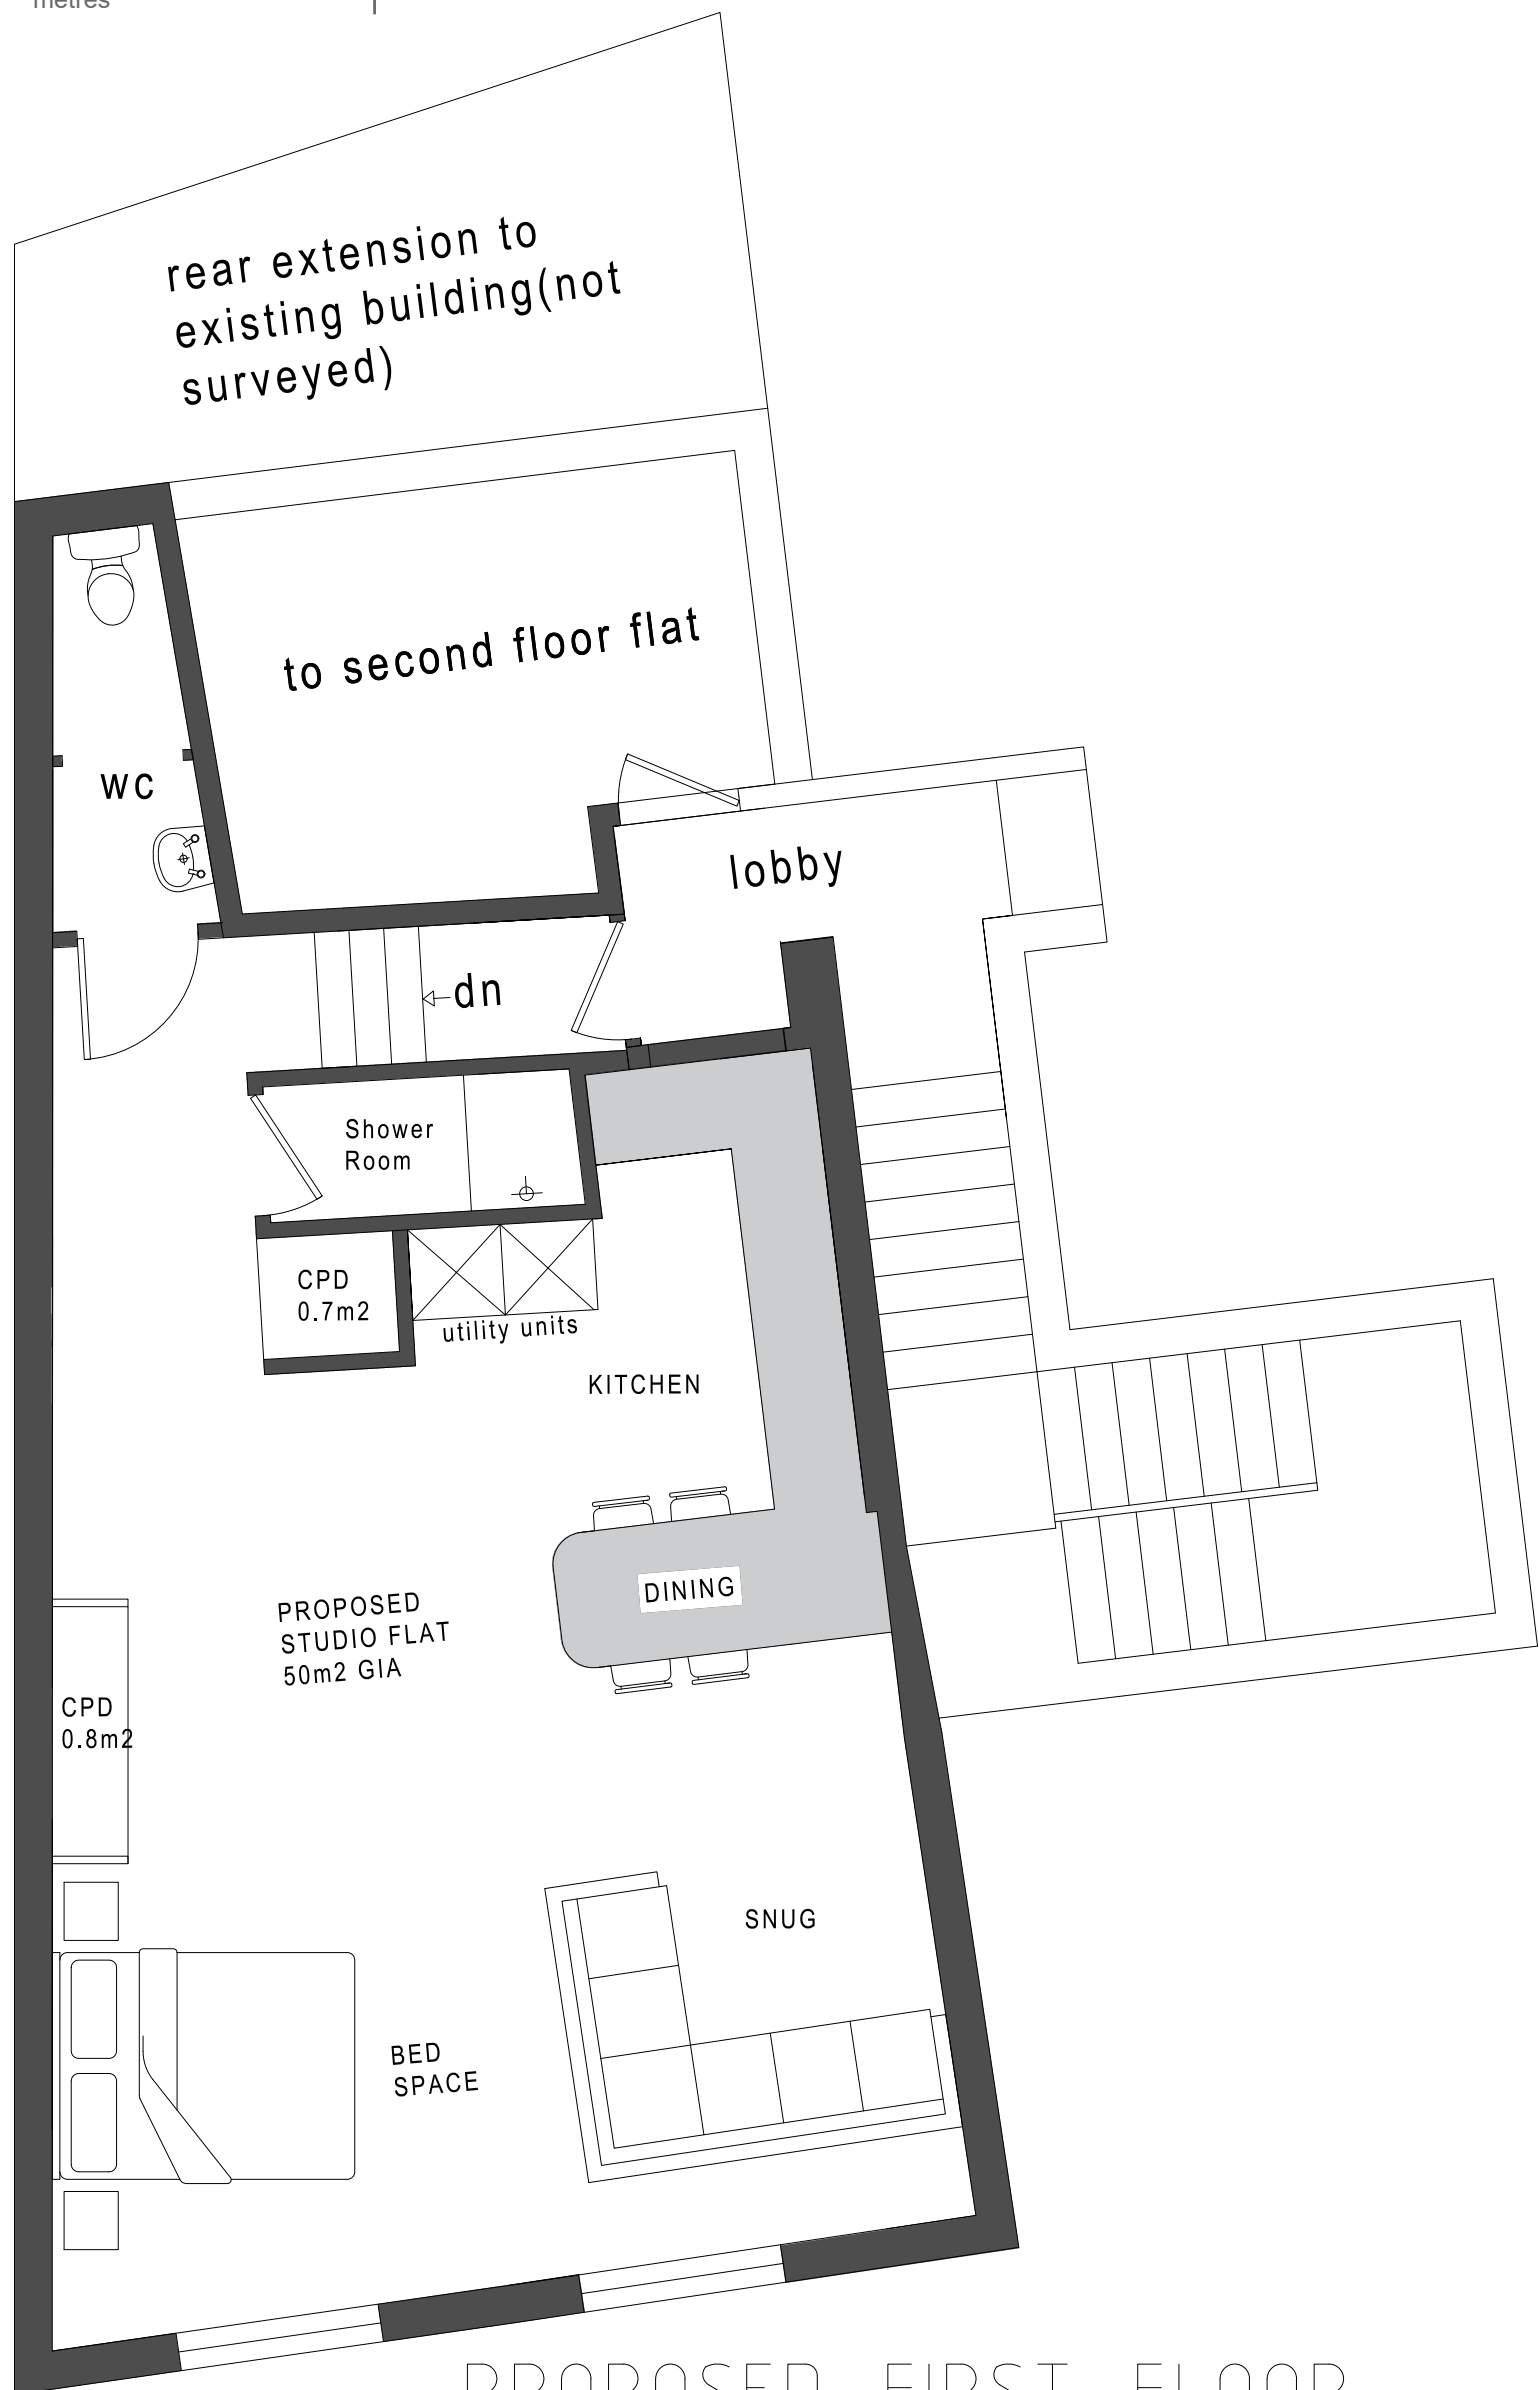 metres
rear extension to
existing building(not
surveyed)
to second floor flat
WC
lobby
dn
Shower
Room
CPD
0.7m2
utility units
KITCHEN
DINING
PROPOSED
STUDIO FLAT
50m2 GIA
CPD
0.8m2
SNUG
BED
SPACE
PROPOSED FIRST FLOOR